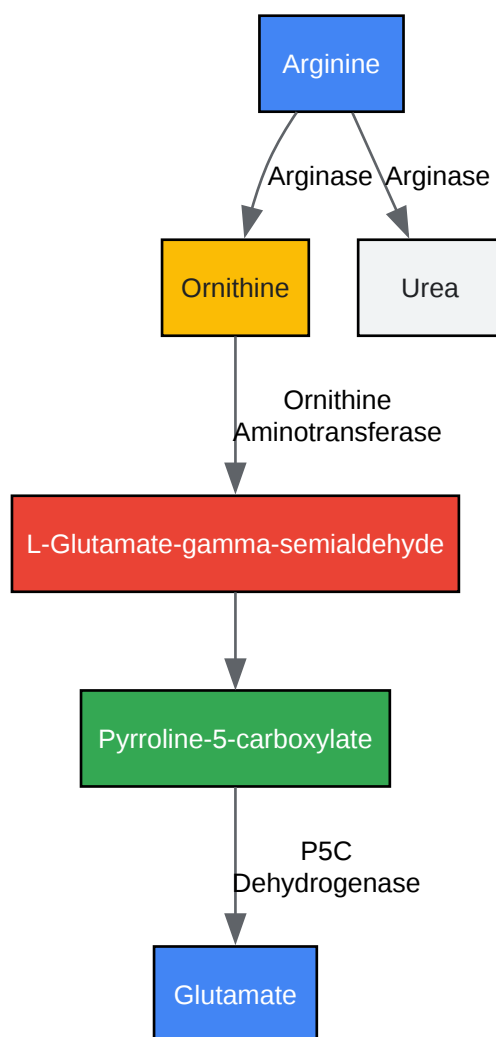 Arginine
Arginase
Arginase
Ornithine
Urea
Ornithine
Aminotransferase
L-Glutamate-gamma-semialdehyde
Pyrroline-5-carboxylate
P5C
Dehydrogenase
Glutamate